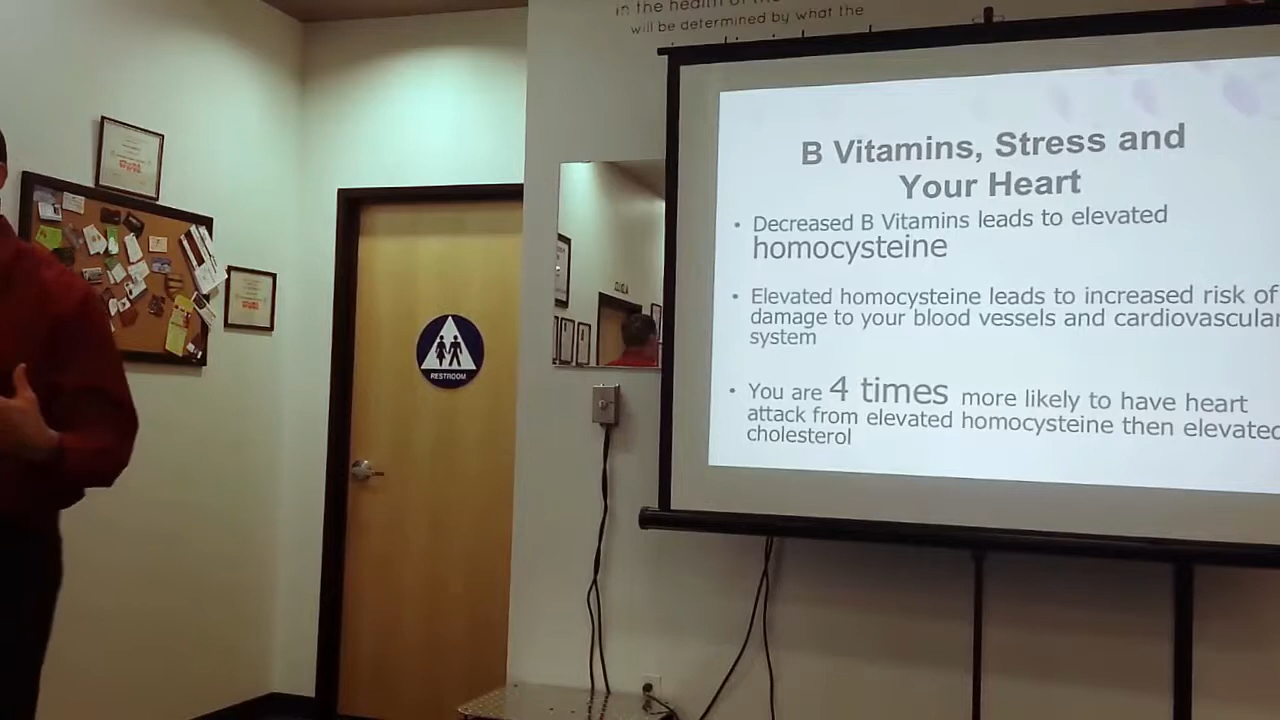 in the health of the
will be determined by what the
B Vitamins, Stress and
Your Heart
• Decreased B Vitamins leads to elevated
homocysteine
• Elevated homocysteine leads to increased risk of
damage to your blood vessels and cardiovascular
system
• You are 4 times more likely to have heart
attack from elevated homocysteine then elevated
cholesterol
RESTROOM